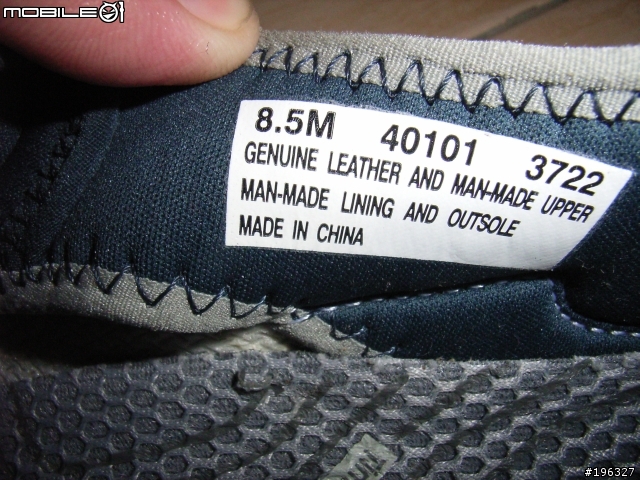 MOBILE01
8.5M 40101 3722
GENUINE LEATHER AND MAN-MADE UPPER
MAN-MADE LINING AND OUTSOLE
MADE IN CHINA
#196327